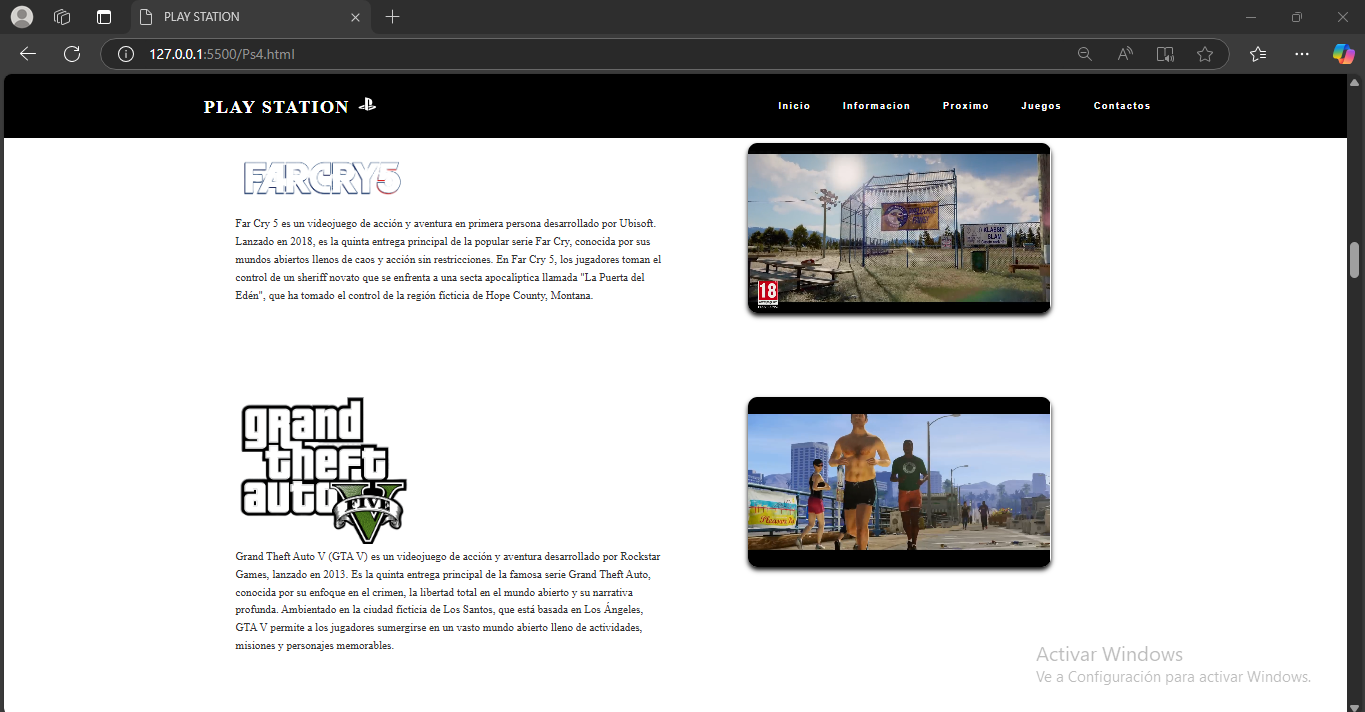 PLAY STATION
127.0.0.1:5500/Ps4.html
PLAY STATION
Inicio Informacion Proximo Juegos Contactos
FARCRY5
Far Cry 5 es un videojuego de acción y aventura en primera persona desarrollado por Ubisoft.
Lanzado en 2018, es la quinta entrega principal de la popular serie Far Cry, conocida por sus
mundos abiertos llenos de caos y acción sin restricciones. En Far Cry 5, los jugadores toman el
control de un sheriff novato que se enfrenta a una secta apocalíptica llamada "La Puerta del
Edén", que ha tomado el control de la región ficticia de Hope County, Montana.
18
grand
theft
auto
FIVE
Grand Theft Auto V (GTA V) es un videojuego de acción y aventura desarrollado por Rockstar
Games, lanzado en 2013. Es la quinta entrega principal de la famosa serie Grand Theft Auto,
conocida por su enfoque en el crimen, la libertad total en el mundo abierto y su narrativa
profunda. Ambientado en la ciudad ficticia de Los Santos, que está basada en Los Ángeles,
GTA V permite a los jugadores sumergirse en un vasto mundo abierto lleno de actividades,
misiones y personajes memorables.
Activar Windows
Ve a Configuración para activar Windows.